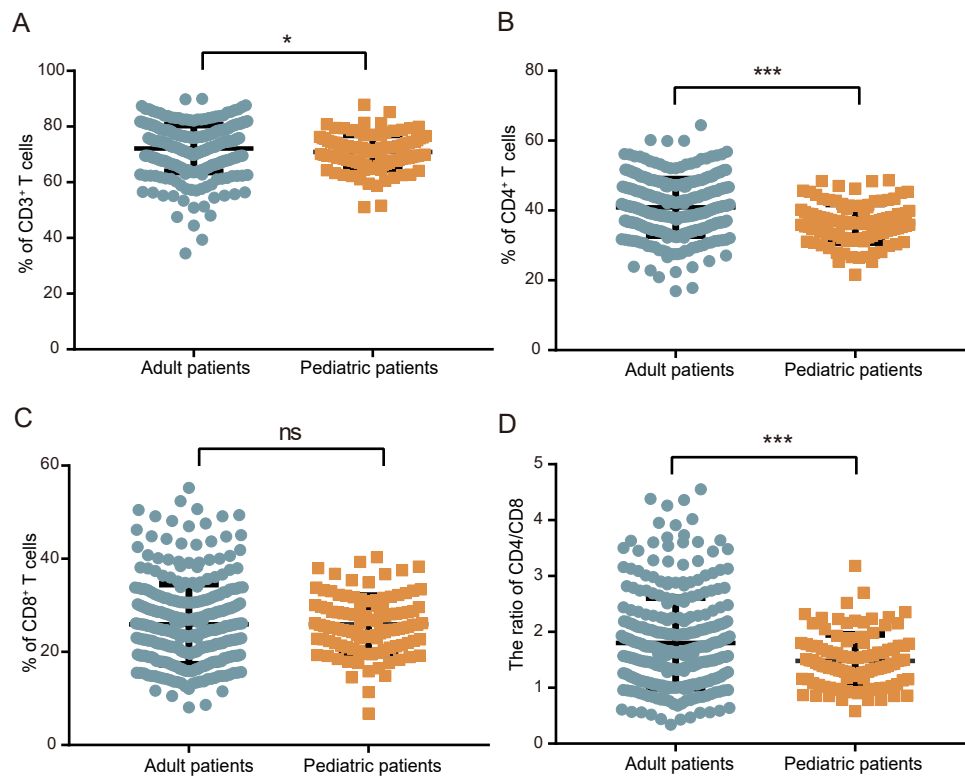 A
*
% of CD3⁺ T cells
100
80
60
40
20
0
Adult patients
Pediatric patients
B
***
% of CD4⁺ T cells
80
60
40
20
0
Adult patients
Pediatric patients
C
ns
% of CD8⁺ T cells
60
40
20
0
Adult patients
Pediatric patients
D
***
The ratio of CD4/CD8
5
4
3
2
1
0
Adult patients
Pediatric patients